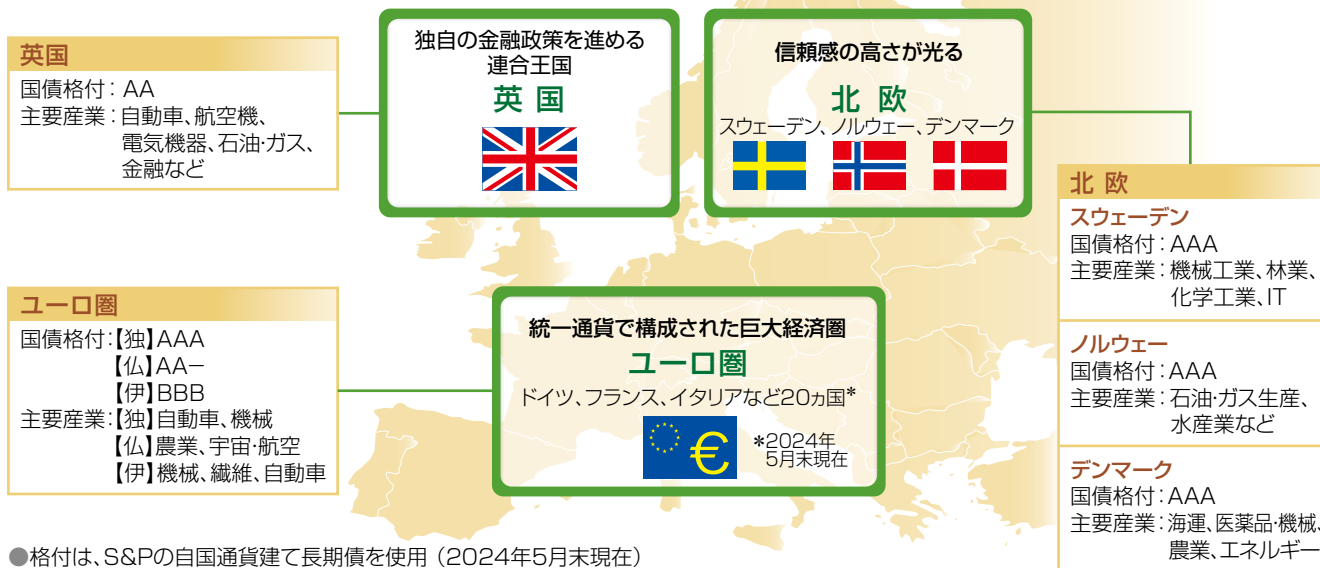 英国
国債格付：AA
主要産業：自動車、航空機、
電気機器、石油・ガス、
金融など
独自の金融政策を進める
連合王国
英国
信頼感の高さが光る
北欧
スウェーデン、ノルウェー、デンマーク
北欧
スウェーデン
国債格付：AAA
主要産業：機械工業、林業、
化学工業、IT
ノルウェー
国債格付：AAA
主要産業：石油・ガス生産、
水産業など
デンマーク
国債格付：AAA
主要産業：海運、医薬品・機械、
農業、エネルギー
ユーロ圏
国債格付：【独】AAA
【仏】AA−
【伊】BBB
主要産業：【独】自動車、機械
【仏】農業、宇宙・航空
【伊】機械、繊維、自動車
統一通貨で構成された巨大経済圏
ユーロ圏
ドイツ、フランス、イタリアなど20ヵ国*
€
*2024年
5月末現在
●格付は、S&Pの自国通貨建て長期債を使用（2024年5月末現在）